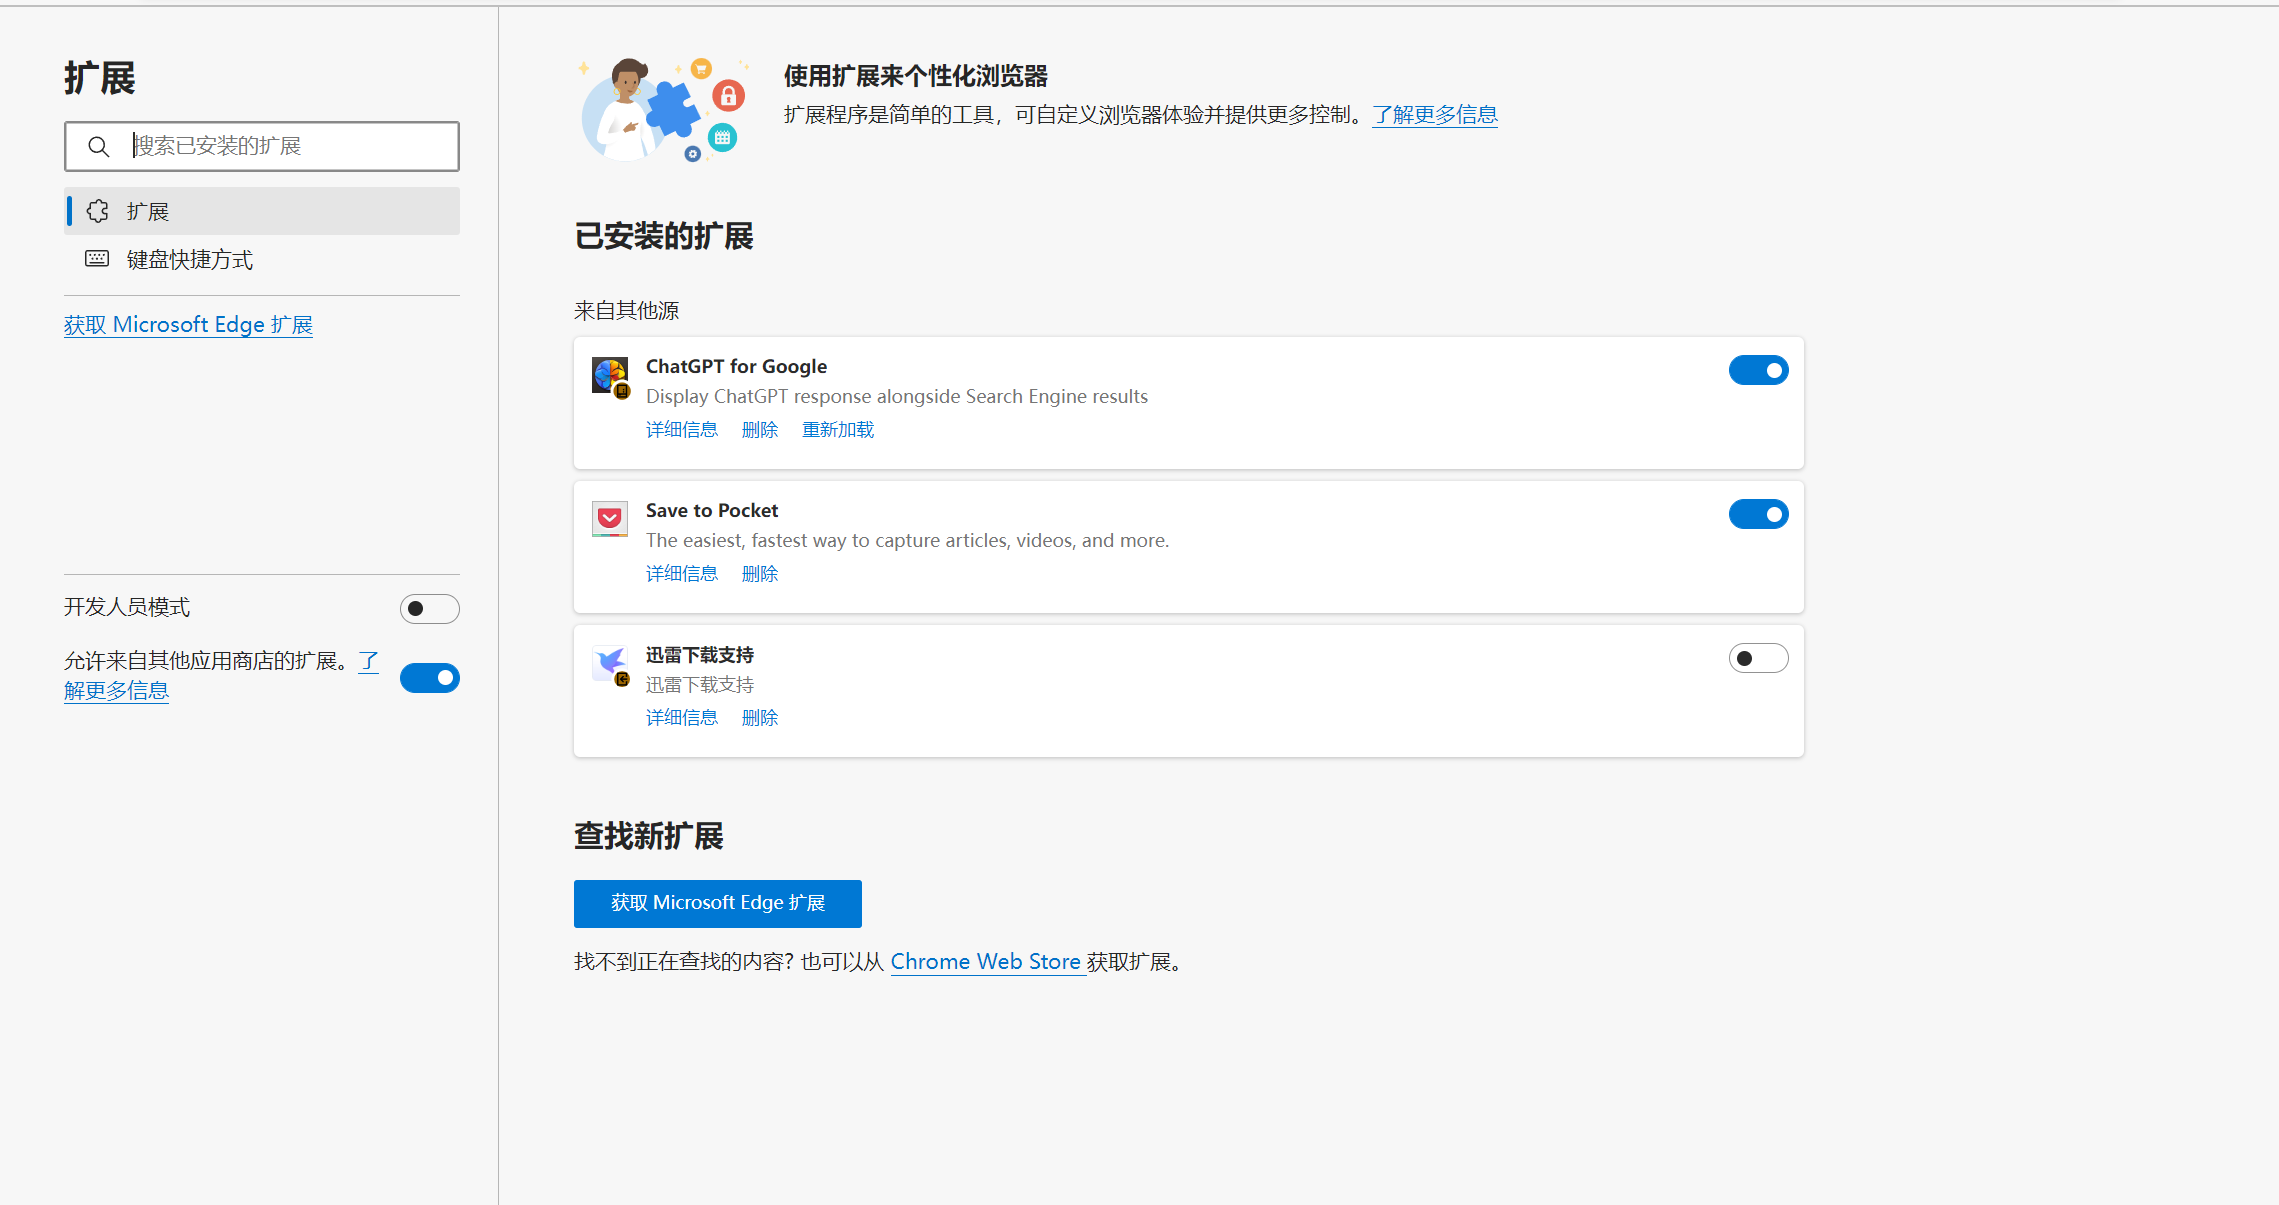 扩展
搜索已安装的扩展
扩展
键盘快捷方式
获取 Microsoft Edge 扩展
开发人员模式
允许来自其他应用商店的扩展。了
解更多信息
使用扩展来个性化浏览器
扩展程序是简单的工具，可自定义浏览器体验并提供更多控制。了解更多信息
已安装的扩展
来自其他源
ChatGPT for Google
Display ChatGPT response alongside Search Engine results
详细信息 删除 重新加载
Save to Pocket
The easiest, fastest way to capture articles, videos, and more.
详细信息 删除
迅雷下载支持
迅雷下载支持
详细信息 删除
查找新扩展
获取 Microsoft Edge 扩展
找不到正在查找的内容? 也可以从 Chrome Web Store 获取扩展。